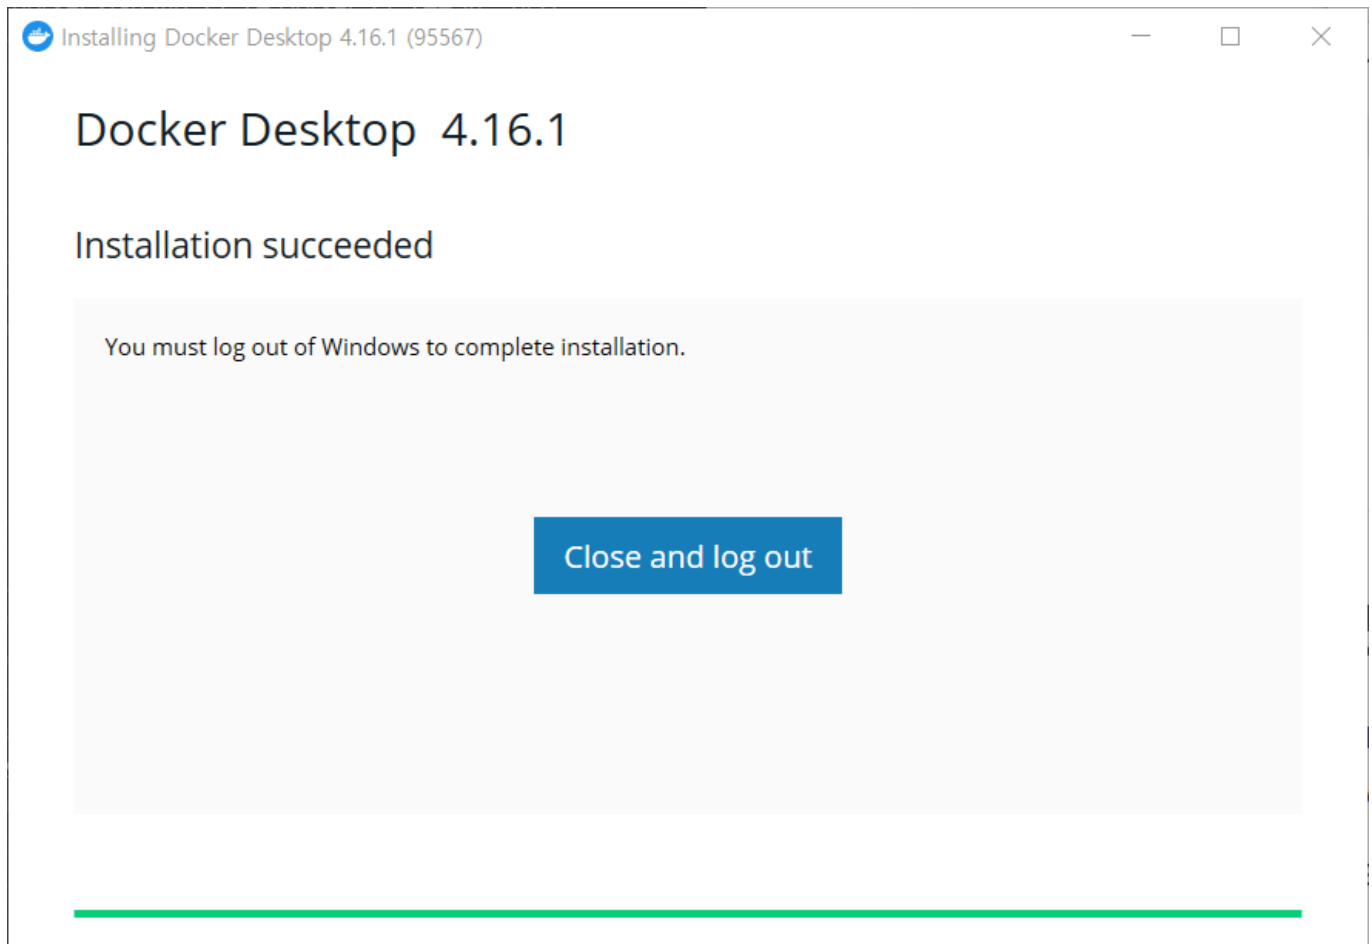 Installing Docker Desktop 4.16.1 (95567)
Docker Desktop 4.16.1
Installation succeeded
You must log out of Windows to complete installation.
Close and log out